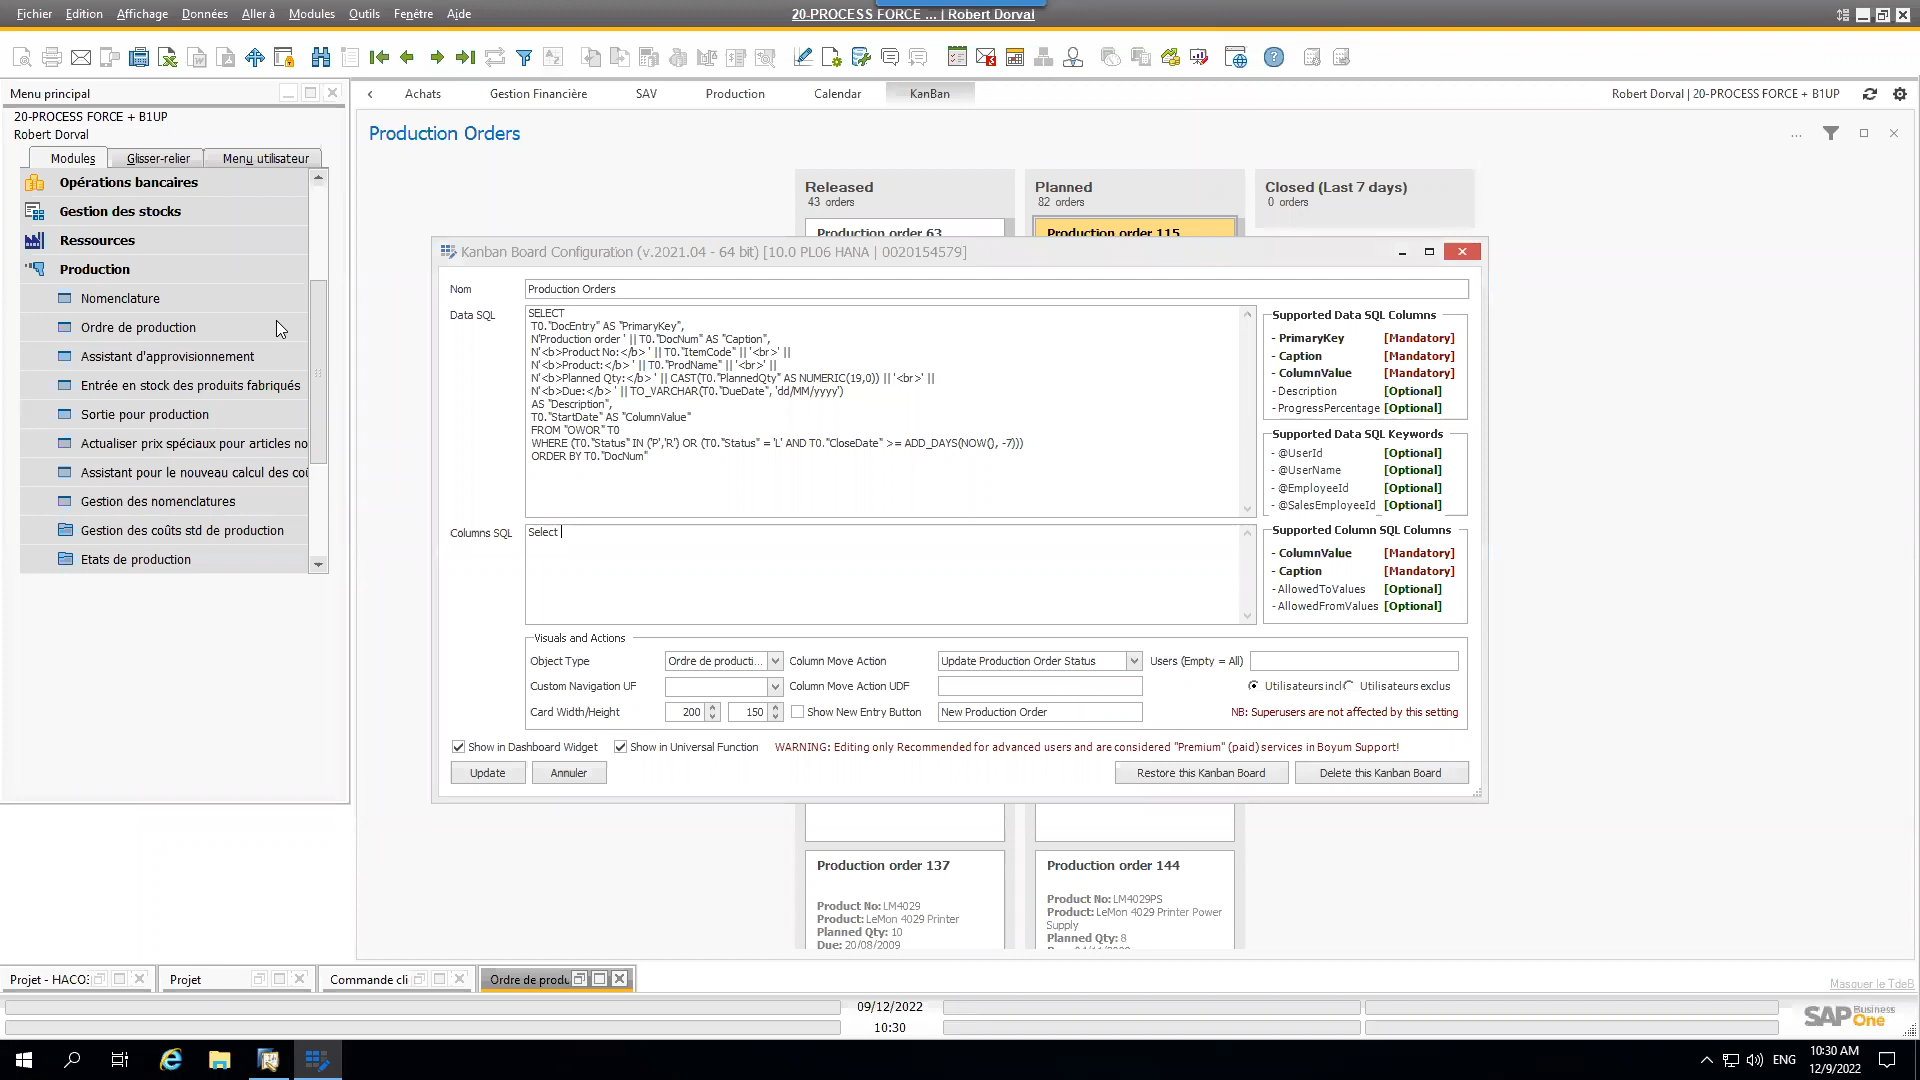 Fichier Edition Affichage Données Aller à Modules Outils Fenêtre Aide
20-PROCESS FORCE ... | Robert Dorval
Menu principal
20-PROCESS FORCE + B1UP
Robert Dorval
Modules Glisser-relier Menu utilisateur
Opérations bancaires
Gestion des stocks
Ressources
Production
Nomenclature
Ordre de production
Assistant d'approvisionnement
Entrée en stock des produits fabriqués
Sortie pour production
Actualiser prix spéciaux pour articles no
Assistant pour le nouveau calcul des coû
Gestion des nomenclatures
Gestion des coûts std de production
Etats de production
Achats Gestion Financière SAV Production Calendar KanBan
Robert Dorval | 20-PROCESS FORCE + B1UP
Production Orders
...
Released
43 orders
Planned
82 orders
Closed (Last 7 days)
0 orders
Production order 63
Production order 115
Kanban Board Configuration (v.2021.04 - 64 bit) [10.0 PL06 HANA | 0020154579]
Nom Production Orders
Data SQL
SELECT
T0."DocEntry" AS "PrimaryKey",
N'Production order ' || T0."DocNum" AS "Caption",
N'<b>Product No:</b> ' || T0."ItemCode" || '<br>' ||
N'<b>Product:</b> ' || T0."ProdName" || '<br>' ||
N'<b>Planned Qty:</b> ' || CAST(T0."PlannedQty" AS NUMERIC(19,0)) || '<br>' ||
N'<b>Due:</b> ' || TO_VARCHAR(T0."DueDate", 'dd/MM/yyyy')
AS "Description",
T0."StartDate" AS "ColumnValue"
FROM "OWOR" T0
WHERE (T0."Status" IN ('P','R') OR (T0."Status" = 'L' AND T0."CloseDate" >= ADD_DAYS(NOW(), -7)))
ORDER BY T0."DocNum"
Supported Data SQL Columns
- PrimaryKey [Mandatory]
- Caption [Mandatory]
- ColumnValue [Mandatory]
- Description [Optional]
- ProgressPercentage [Optional]
Supported Data SQL Keywords
- @UserId [Optional]
- @UserName [Optional]
- @EmployeeId [Optional]
- @SalesEmployeeId [Optional]
Columns SQL
Select
Supported Column SQL Columns
- ColumnValue [Mandatory]
- Caption [Mandatory]
- AllowedToValues [Optional]
- AllowedFromValues [Optional]
Visuals and Actions
Object Type Ordre de producti... Column Move Action Update Production Order Status Users (Empty = All)
Custom Navigation UF Column Move Action UDF Utilisateurs incl Utilisateurs exclus
Card Width/Height 200 150 Show New Entry Button New Production Order NB: Superusers are not affected by this setting
Show in Dashboard Widget Show in Universal Function WARNING: Editing only Recommended for advanced users and are considered "Premium" (paid) services in Boyum Support!
Update Annuler Restore this Kanban Board Delete this Kanban Board
Production order 137
Product No: LM4029
Product: LeMon 4029 Printer
Planned Qty: 10
Due: 20/08/2009
Production order 144
Product No: LM4029PS
Product: LeMon 4029 Printer Power
Supply
Planned Qty: 8
Projet - HACO Projet Commande cli Ordre de produ
Masquer le TdeB
09/12/2022
10:30
SAP Business One
ENG
10:30 AM
12/9/2022